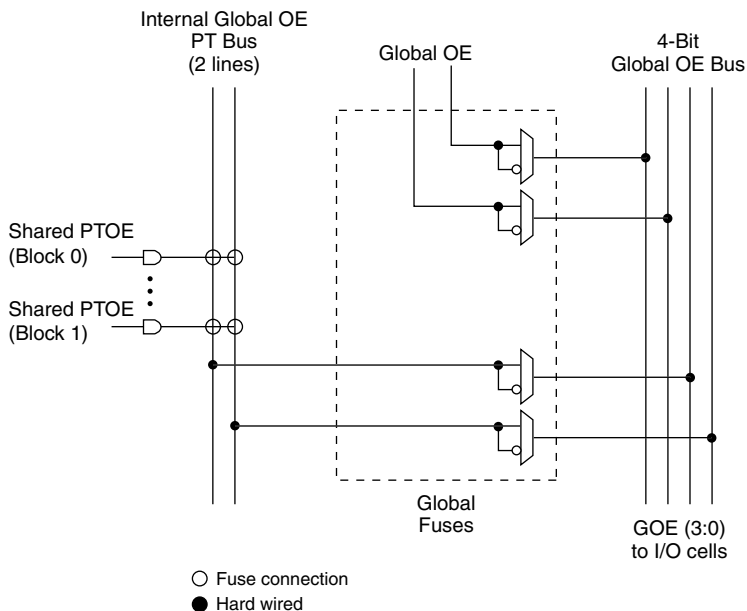 Internal Global OE
PT Bus
(2 lines)
Global OE
4-Bit
Global OE Bus
Shared PTOE
(Block 0)
Shared PTOE
(Block 1)
Global
Fuses
GOE (3:0)
to I/O cells
Fuse connection
Hard wired